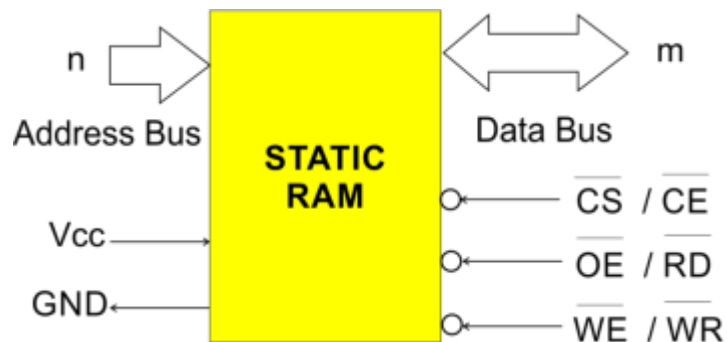 n
m
Address Bus
Data Bus
STATIC
RAM
CS / CE
Vcc
OE / RD
GND
WE / WR